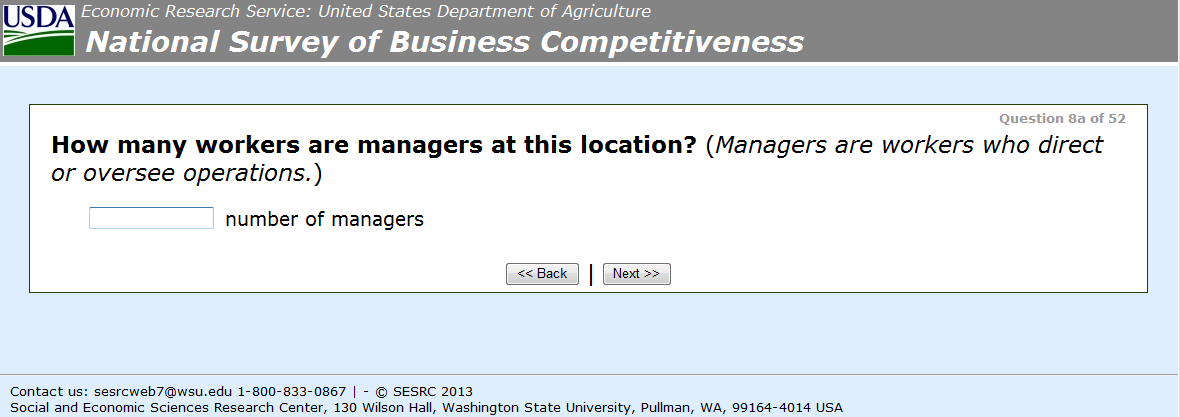 USDA
Economic Research Service: United States Department of Agriculture
National Survey of Business Competitiveness
Question 8a of 52
How many workers are managers at this location? (Managers are workers who direct
or oversee operations.)
number of managers
<< Back | Next >>
Contact us: sesrcweb7@wsu.edu 1-800-833-0867 | - © SESRC 2013
Social and Economic Sciences Research Center, 130 Wilson Hall, Washington State University, Pullman, WA, 99164-4014 USA